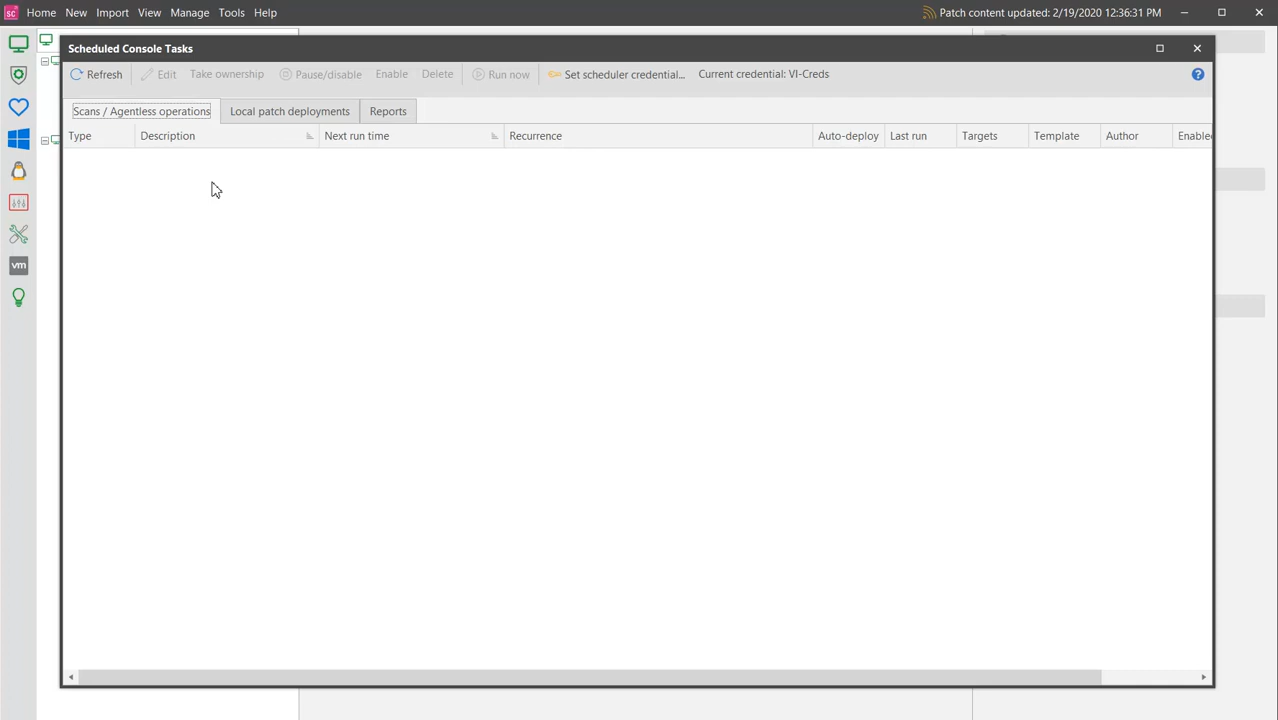 SC Home New Import View Manage Tools Help Patch content updated: 2/19/2020 12:36:31 PM
Scheduled Console Tasks
Refresh Edit Take ownership Pause/disable Enable Delete Run now Set scheduler credential... Current credential: VI-Creds ?
Scans / Agentless operations Local patch deployments Reports
Type Description Next run time Recurrence Auto-deploy Last run Targets Template Author Enable
vm